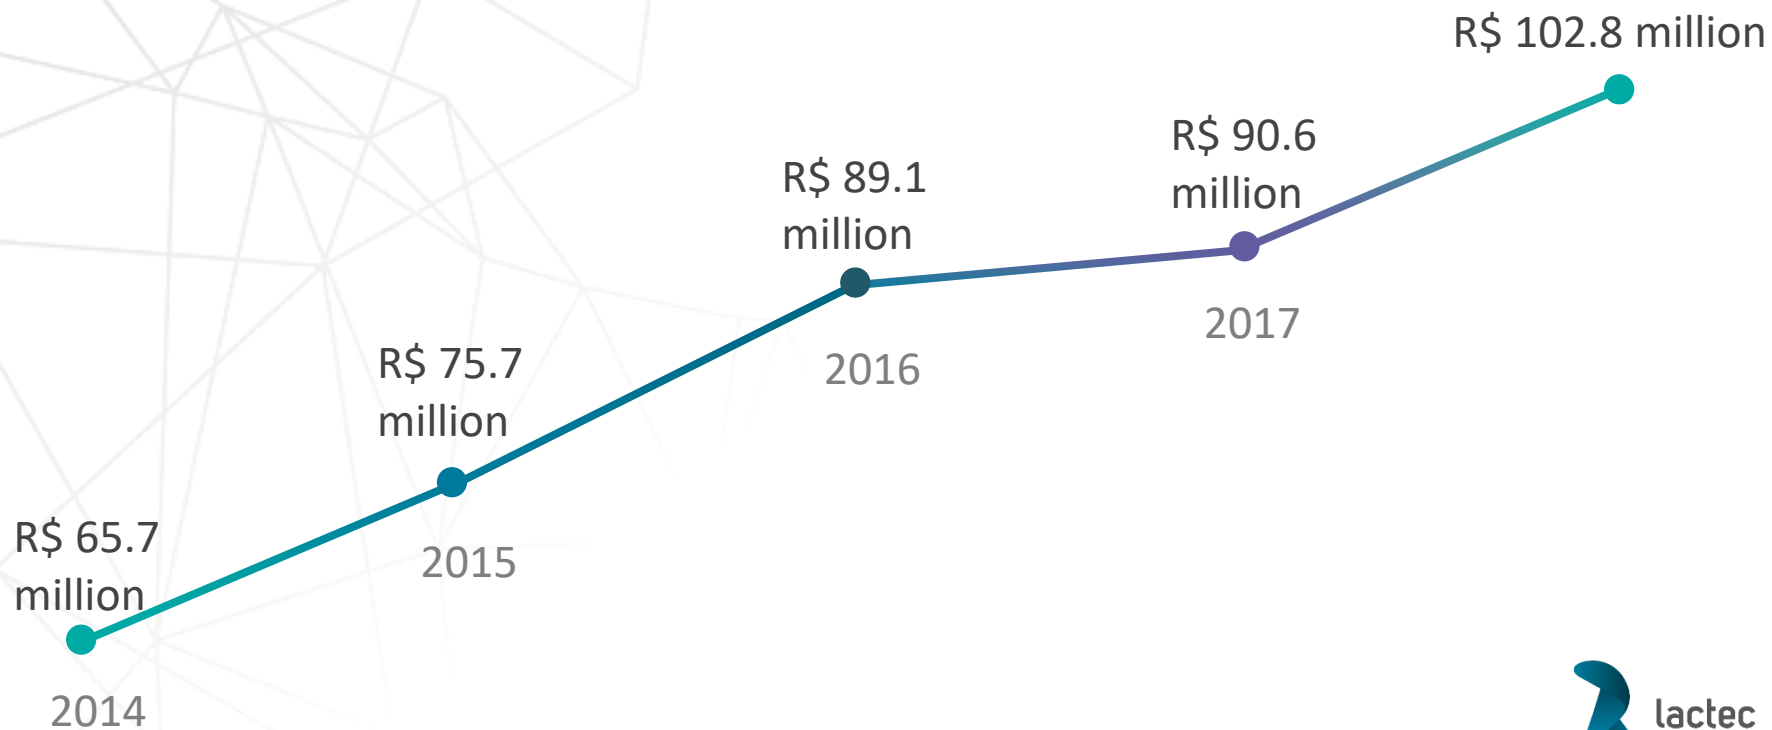 R$ 102.8 million
R$ 90.6
million
R$ 89.1
million
2017
2016
R$ 75.7
million
2015
R$ 65.7
million
2014
lactec